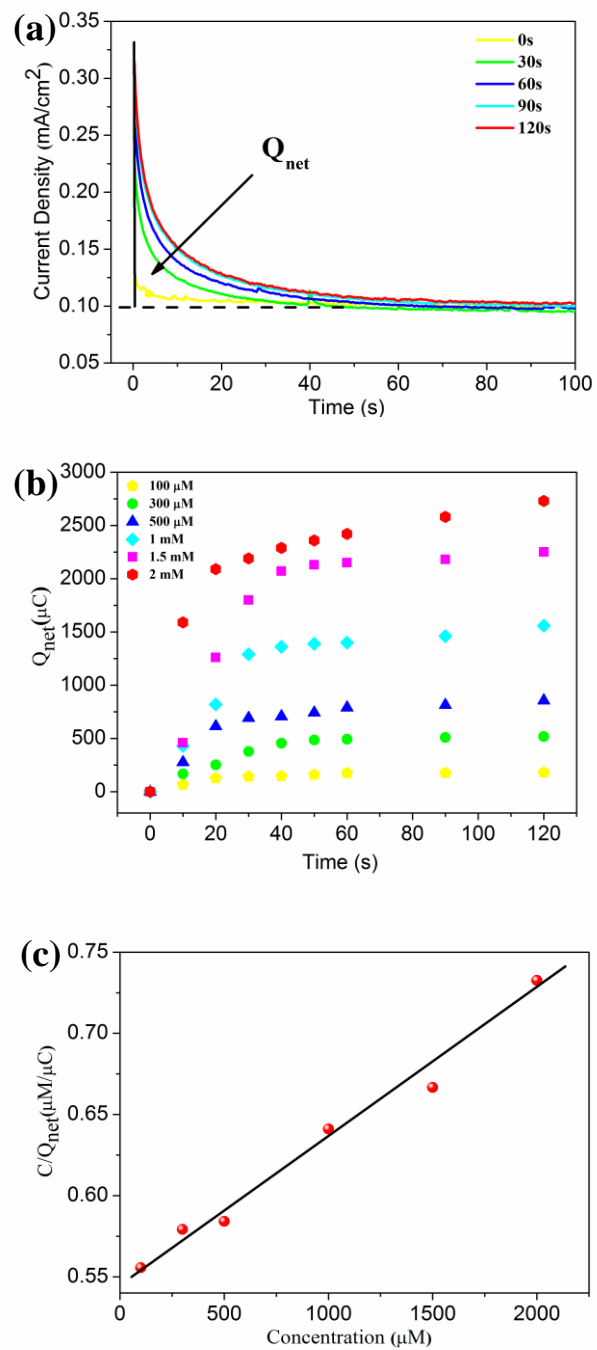 (a)
0.35
0.30
0.25
0.20
0.15
0.10
0.05
Current Density (mA/cm²)
Qnet
0s
30s
60s
90s
120s
0
20
40
60
80
100
Time (s)
(b)
3000
2500
2000
1500
1000
500
0
Qnet(μC)
100 μM
300 μM
500 μM
1 mM
1.5 mM
2 mM
0
20
40
60
80
100
120
Time (s)
(c)
0.75
0.70
0.65
0.60
0.55
C/Qnet(μM/μC)
0
500
1000
1500
2000
Concentration (μM)